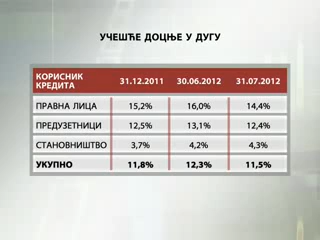 УЧЕШЋЕ ДОЦЊЕ У ДУГУ
КОРИСНИК КРЕДИТА 31.12.2011 30.06.2012 31.07.2012
ПРАВНА ЛИЦА 15,2% 16,0% 14,4%
ПРЕДУЗЕТНИЦИ 12,5% 13,1% 12,4%
СТАНОВНИШТВО 3,7% 4,2% 4,3%
УКУПНО 11,8% 12,3% 11,5%